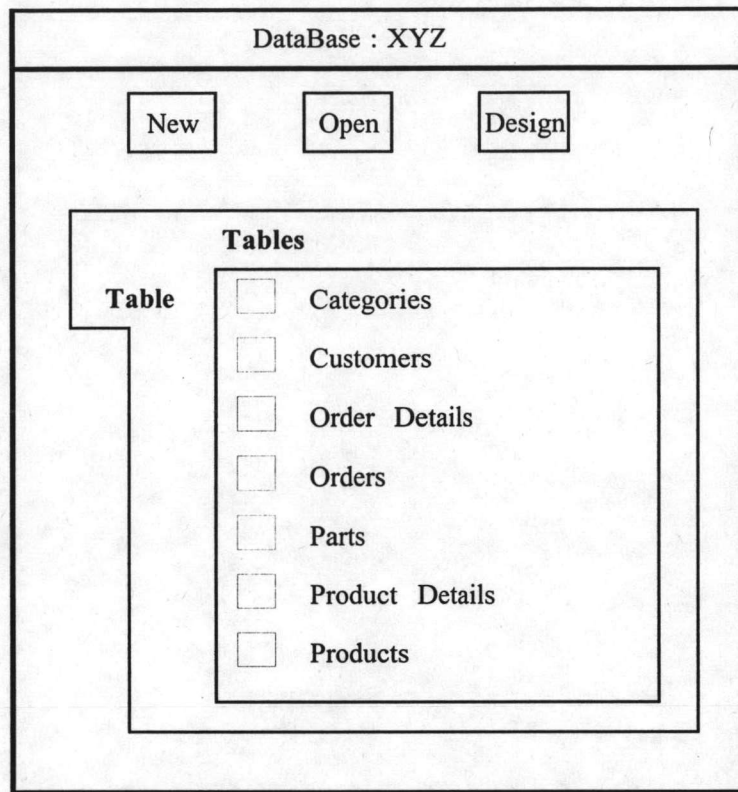 DataBase : XYZ
New Open Design
Tables
Table
Categories
Customers
Order Details
Orders
Parts
Product Details
Products